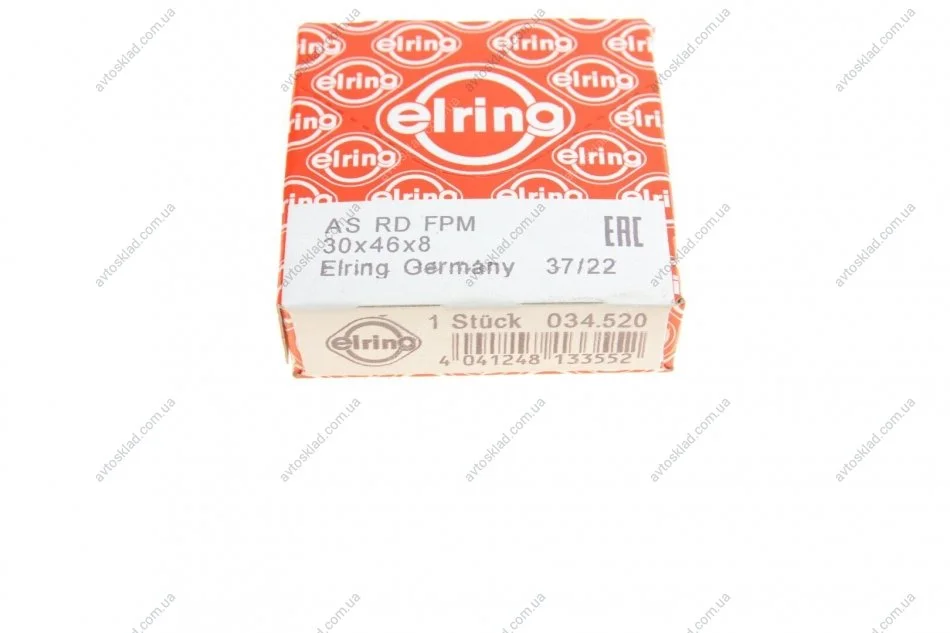 elring
AS RD FPM
30x46x8
Elring Germany 37/22
EAC
1 Stück 034.520
elring
4 041248 133552
avtosklad.com.ua